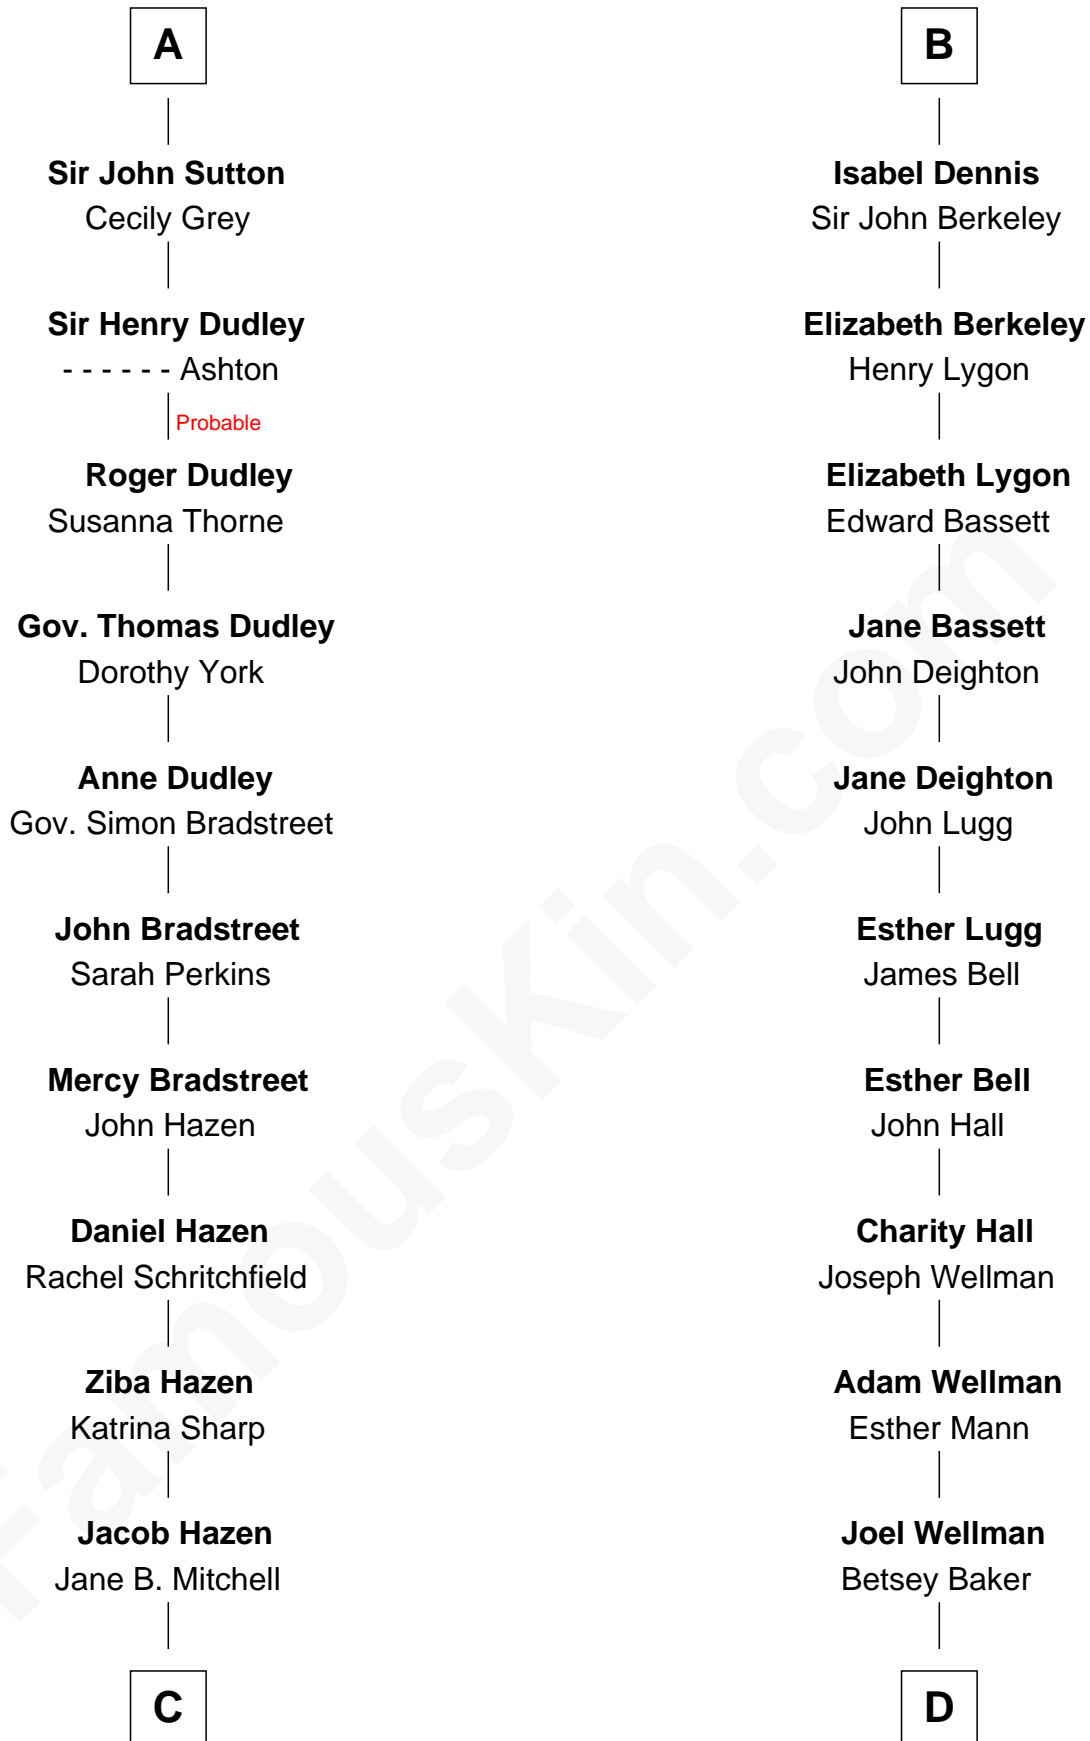 A
Sir John Sutton
Cecily Grey
Sir Henry Dudley
- - - - - - Ashton
Probable
Roger Dudley
Susanna Thorne
Gov. Thomas Dudley
Dorothy York
Anne Dudley
Gov. Simon Bradstreet
John Bradstreet
Sarah Perkins
Mercy Bradstreet
John Hazen
Daniel Hazen
Rachel Schritchfield
Ziba Hazen
Katrina Sharp
Jacob Hazen
Jane B. Mitchell
C
B
Isabel Dennis
Sir John Berkeley
Elizabeth Berkeley
Henry Lygon
Elizabeth Lygon
Edward Bassett
Jane Bassett
John Deighton
Jane Deighton
John Lugg
Esther Lugg
James Bell
Esther Bell
John Hall
Charity Hall
Joseph Wellman
Adam Wellman
Esther Mann
Joel Wellman
Betsey Baker
D
FamousKin.com